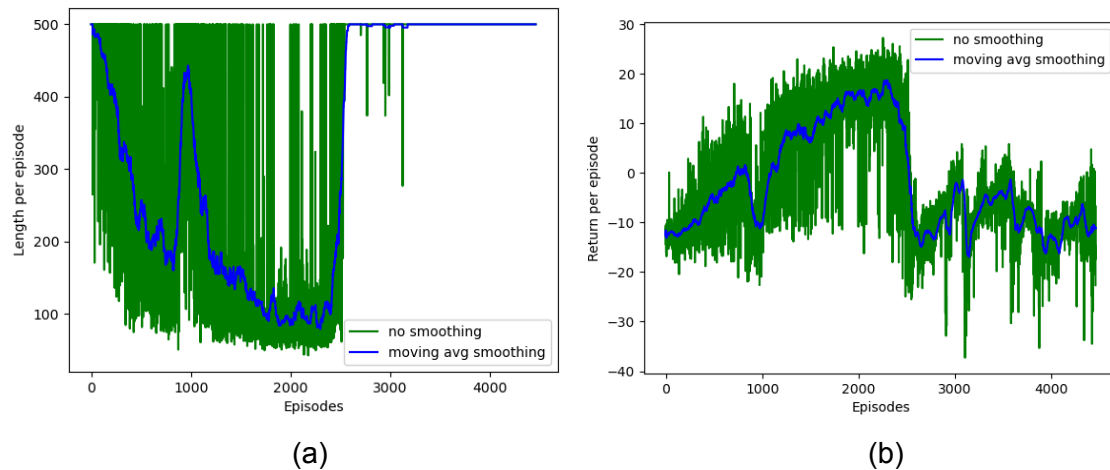 500
400
300
200
100
0
1000
2000
3000
4000
Length per episode
Episodes
no smoothing
moving avg smoothing
(a)
30
20
10
0
−10
−20
−30
−40
0
1000
2000
3000
4000
Return per episode
Episodes
no smoothing
moving avg smoothing
(b)